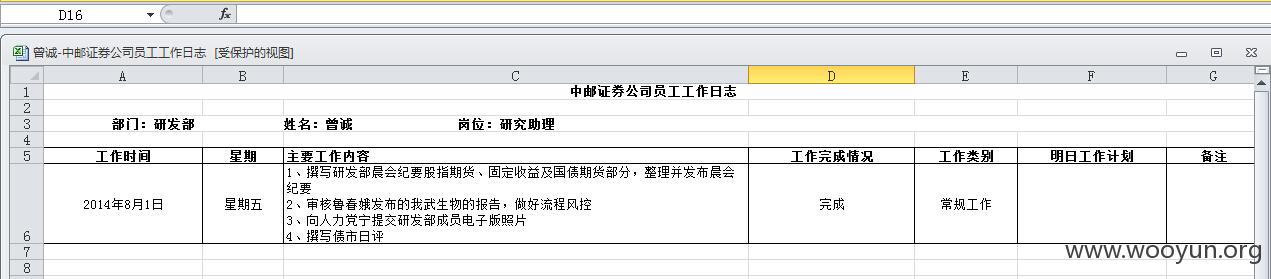 D16
fx
曾诚-中邮证券公司员工工作日志 [受保护的视图]
A B C D E F G
1 中邮证券公司员工工作日志
2
3 部门：研发部 姓名：曾诚 岗位：研究助理
4
5 工作时间 星期 主要工作内容 工作完成情况 工作类别 明日工作计划 备注
1、撰写研发部晨会纪要股指期货、固定收益及国债期货部分，整理并发布晨会
纪要
2014年8月1日 星期五 2、审核鲁春娥发布的我武生物的报告，做好流程风控 完成 常规工作
3、向人力党宁提交研发部成员电子版照片
6 4、撰写债市日评
7
8
www.wooyun.org